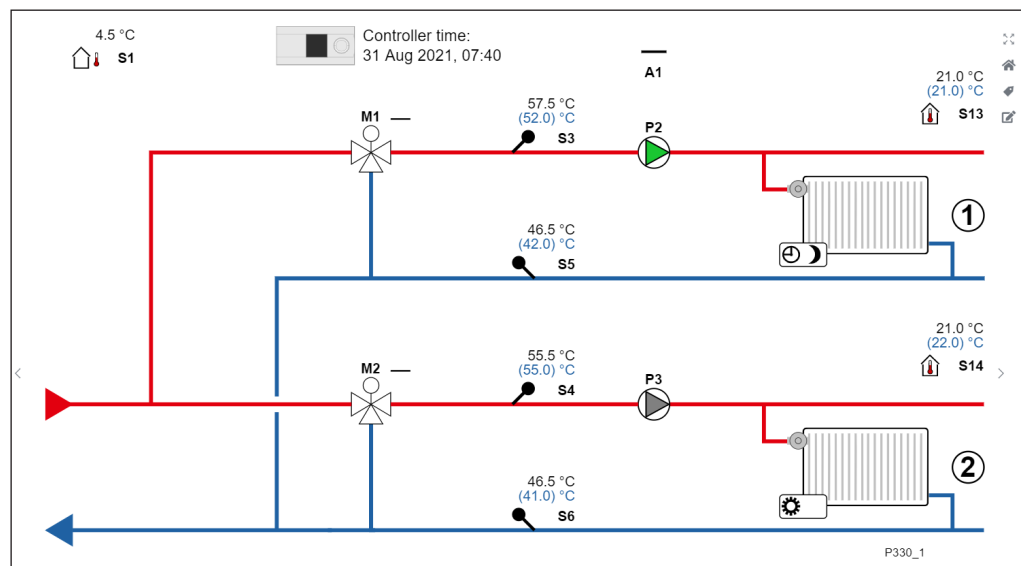 4.5 °C
S1
Controller time:
31 Aug 2021, 07:40
A1
21.0 °C
(21.0) °C
S13
M1
57.5 °C
(52.0) °C
S3
P2
1
46.5 °C
(42.0) °C
S5
21.0 °C
(22.0) °C
S14
M2
55.5 °C
(55.0) °C
S4
P3
2
46.5 °C
(41.0) °C
S6
P330_1